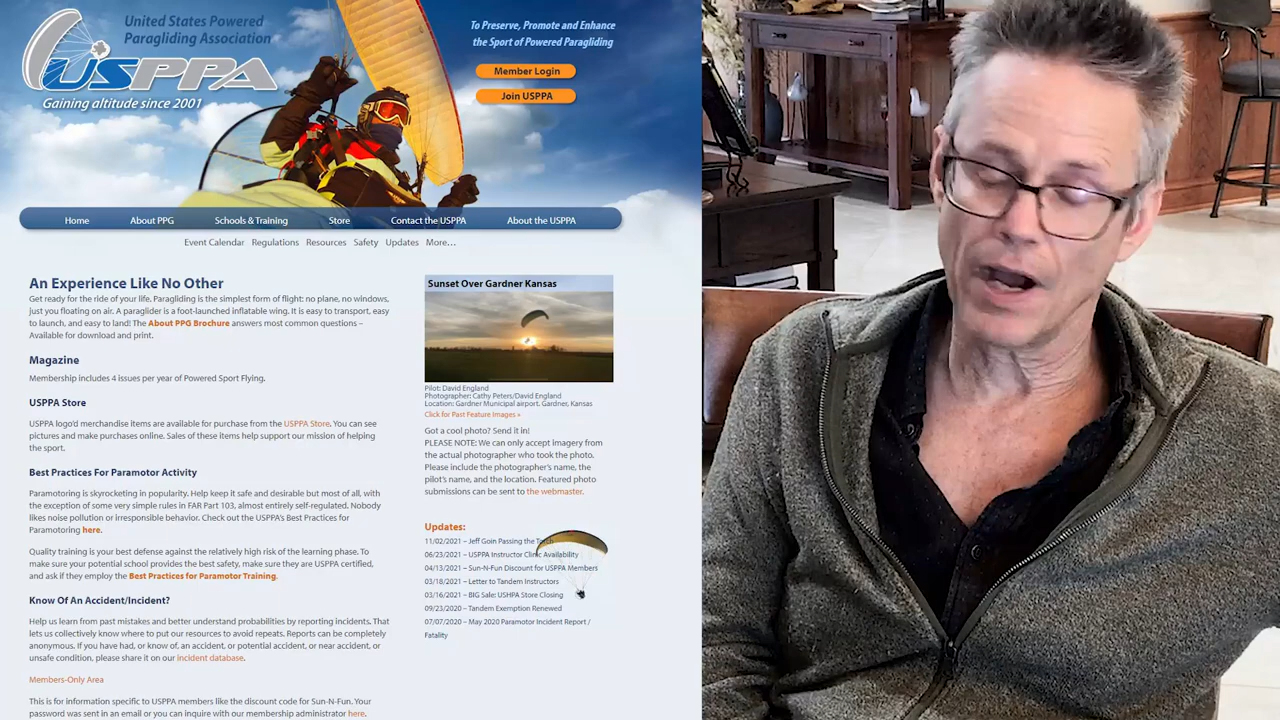 United States Powered
Paragliding Association
USPPA
Gaining altitude since 2001
To Preserve, Promote and Enhance
the Sport of Powered Paragliding
Member Login
Join USPPA
Home About PPG Schools & Training Store Contact the USPPA About the USPPA
Event Calendar Regulations Resources Safety Updates More...
An Experience Like No Other
Get ready for the ride of your life. Paragliding is the simplest form of flight: no plane, no windows,
just you floating on air. A paraglider is a foot-launched inflatable wing. It is easy to transport, easy
to launch, and easy to land! The About PPG Brochure answers most common questions –
Available for download and print.
Magazine
Membership includes 4 issues per year of Powered Sport Flying.
USPPA Store
USPPA logo'd merchandise items are available for purchase from the USPPA Store. You can see
pictures and make purchases online. Sales of these items help support our mission of helping
the sport.
Best Practices For Paramotor Activity
Paramotoring is skyrocketing in popularity. Help keep it safe and desirable but most of all, with
the exception of some very simple rules in FAR Part 103, almost entirely self-regulated. Nobody
likes noise pollution or irresponsible behavior. Check out the USPPA's Best Practices for
Paramotoring here.
Quality training is your best defense against the relatively high risk of the learning phase. To
make sure your potential school provides the best safety, make sure they are USPPA certified,
and ask if they employ the Best Practices for Paramotor Training.
Know Of An Accident/Incident?
Help us learn from past mistakes and better understand probabilities by reporting incidents. That
lets us collectively know where to put our resources to avoid repeats. Reports can be completely
anonymous. If you have had, or know of, an accident, or potential accident, or near accident, or
unsafe condition, please share it on our incident database.
Members-Only Area
This is for information specific to USPPA members like the discount code for Sun-N-Fun. Your
password was sent in an email or you can inquire with our membership administrator here.
Sunset Over Gardner Kansas
Pilot: David England
Photographer: Cathy Peters/David England
Location: Gardner Municipal airport. Gardner, Kansas
Click for Past Feature Images »
Got a cool photo? Send it in!
PLEASE NOTE: We can only accept imagery from
the actual photographer who took the photo.
Please include the photographer's name, the
pilot's name, and the location. Featured photo
submissions can be sent to the webmaster.
Updates:
11/02/2021 – Jeff Goin Passing the Torch
06/23/2021 – USPPA Instructor Clinic Availability
04/13/2021 – Sun-N-Fun Discount for USPPA Members
03/18/2021 – Letter to Tandem Instructors
03/16/2021 – BIG Sale: USHPA Store Closing
09/23/2020 – Tandem Exemption Renewed
07/07/2020 – May 2020 Paramotor Incident Report /
Fatality